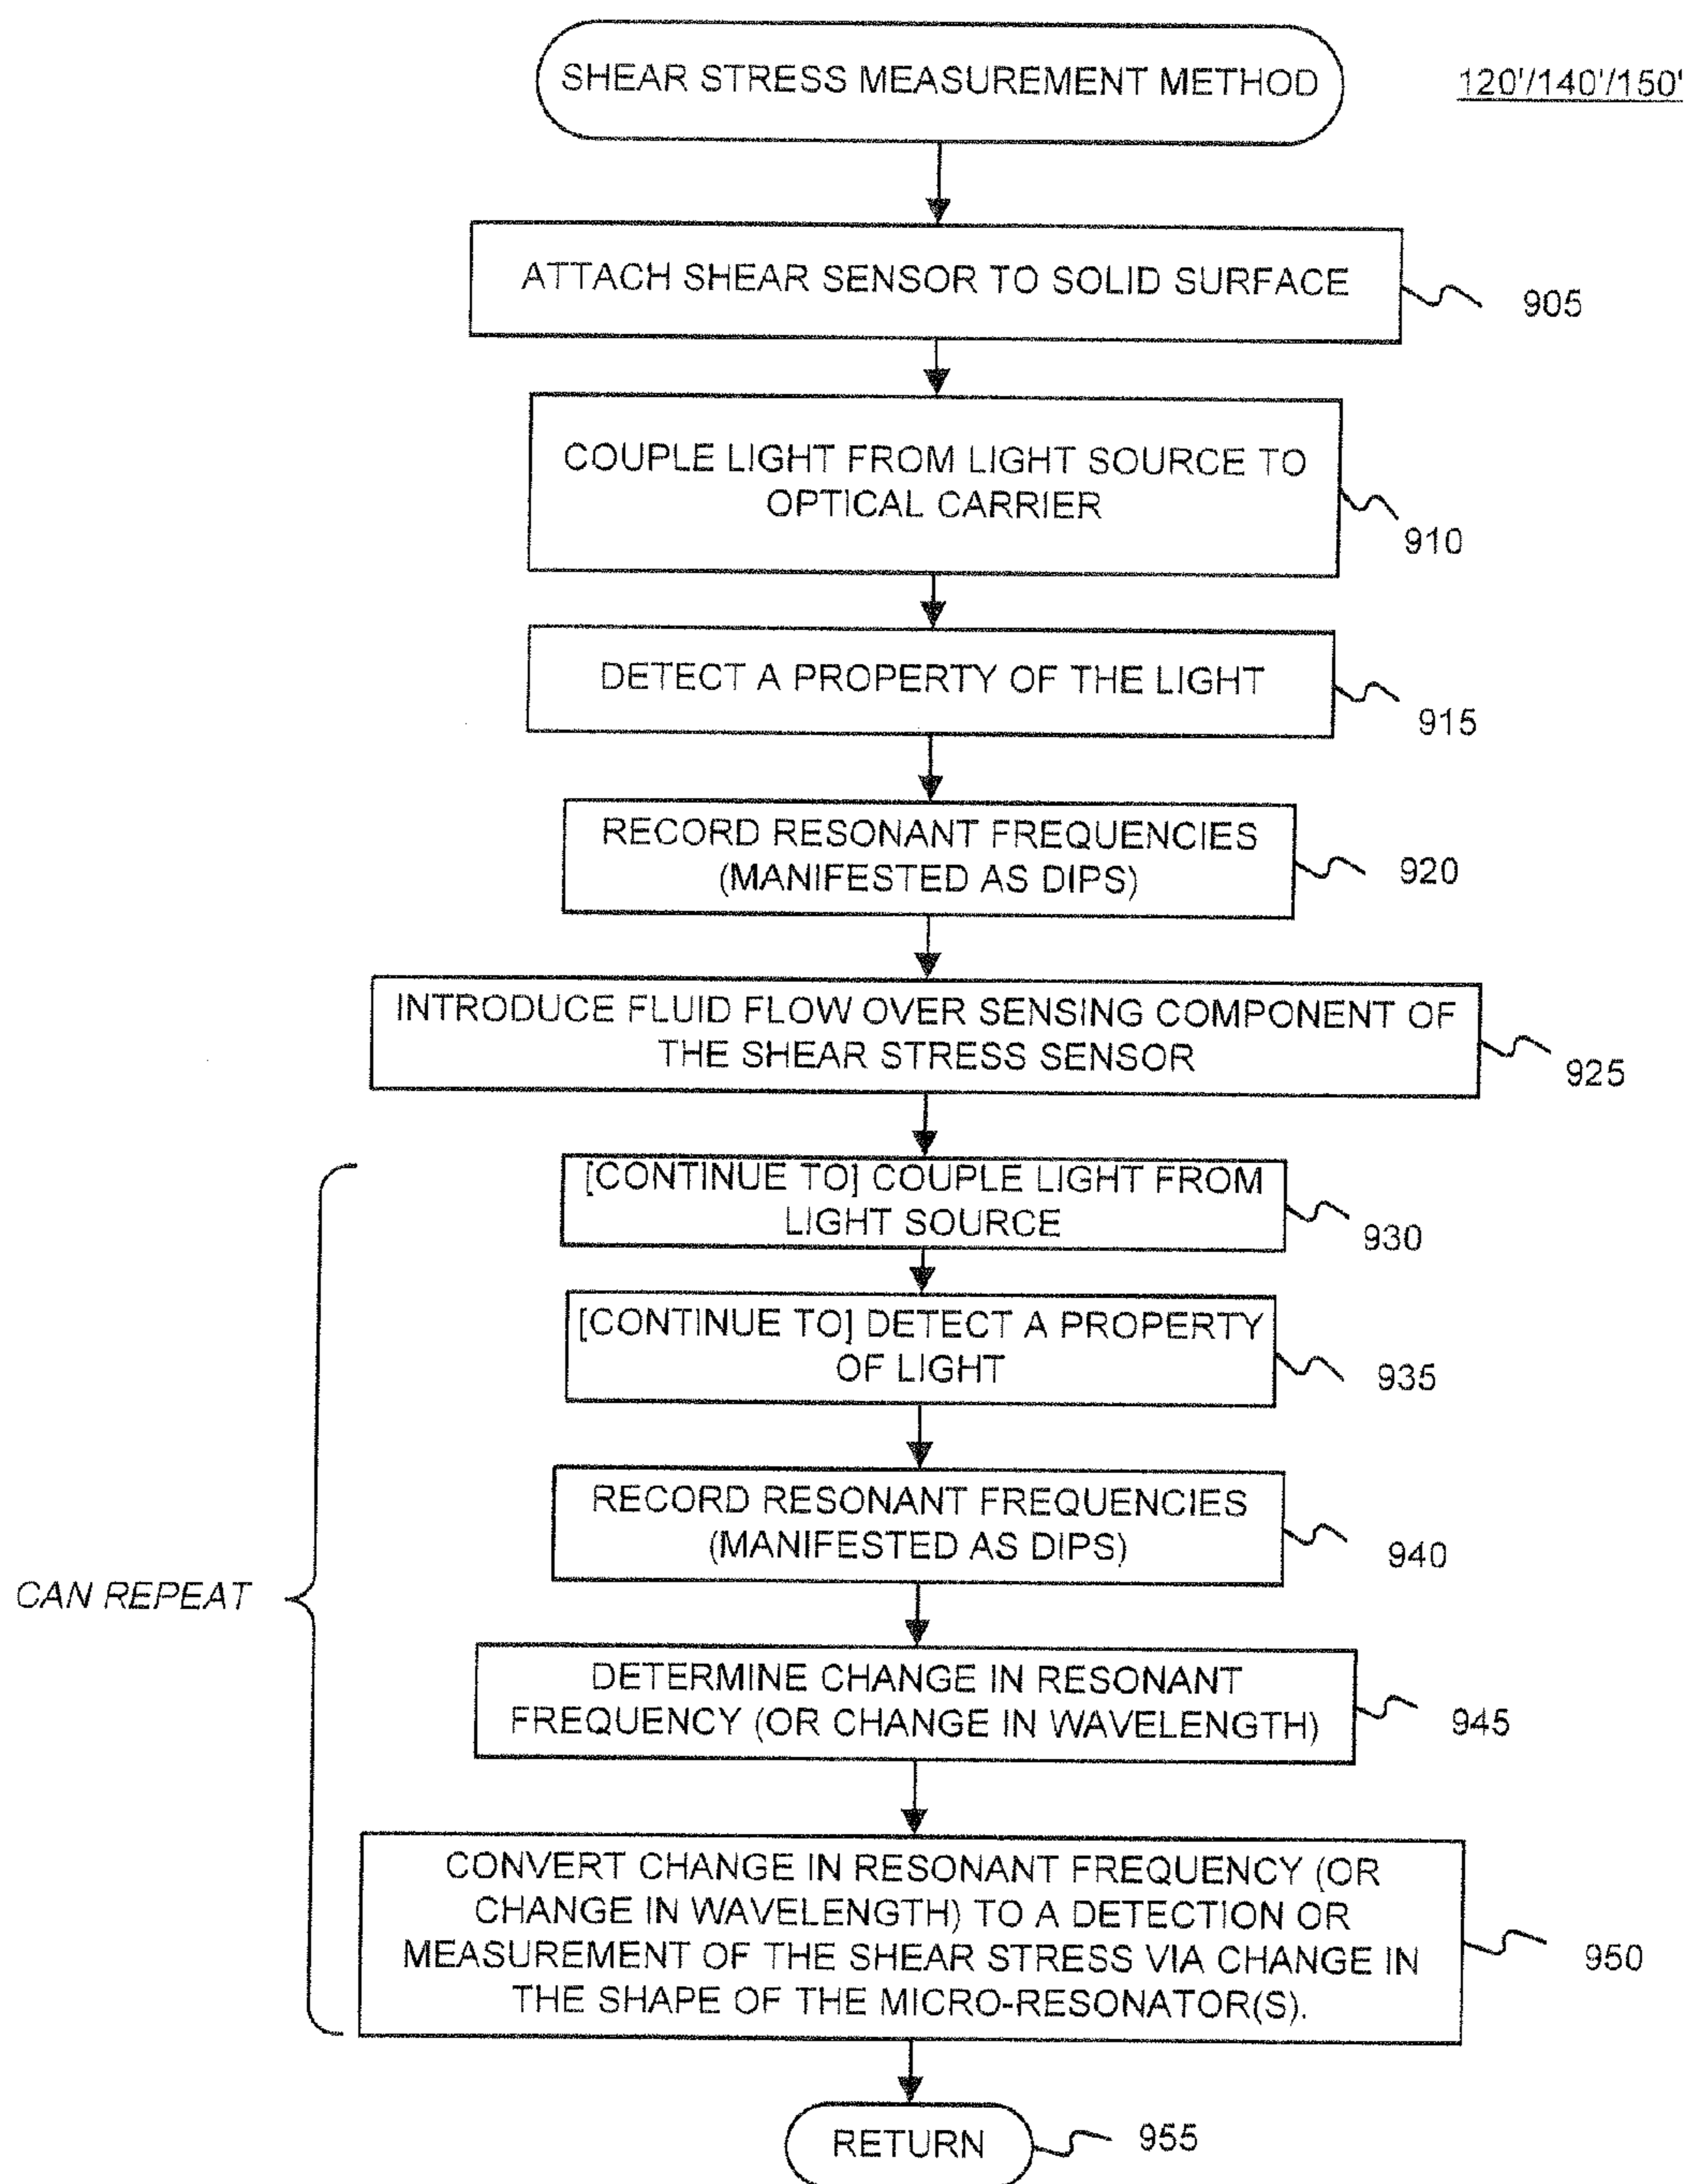 SHEAR STRESS MEASUREMENT METHOD
120'/140'/150'
ATTACH SHEAR SENSOR TO SOLID SURFACE
905
COUPLE LIGHT FROM LIGHT SOURCE TO
OPTICAL CARRIER
910
DETECT A PROPERTY OF THE LIGHT
915
RECORD RESONANT FREQUENCIES
(MANIFESTED AS DIPS)
920
INTRODUCE FLUID FLOW OVER SENSING COMPONENT OF
THE SHEAR STRESS SENSOR
925
[CONTINUE TO] COUPLE LIGHT FROM
LIGHT SOURCE
930
[CONTINUE TO] DETECT A PROPERTY
OF LIGHT
935
RECORD RESONANT FREQUENCIES
(MANIFESTED AS DIPS)
940
CAN REPEAT
DETERMINE CHANGE IN RESONANT
FREQUENCY (OR CHANGE IN WAVELENGTH)
945
CONVERT CHANGE IN RESONANT FREQUENCY (OR
CHANGE IN WAVELENGTH) TO A DETECTION OR
MEASUREMENT OF THE SHEAR STRESS VIA CHANGE IN
THE SHAPE OF THE MICRO-RESONATOR(S).
950
RETURN
955